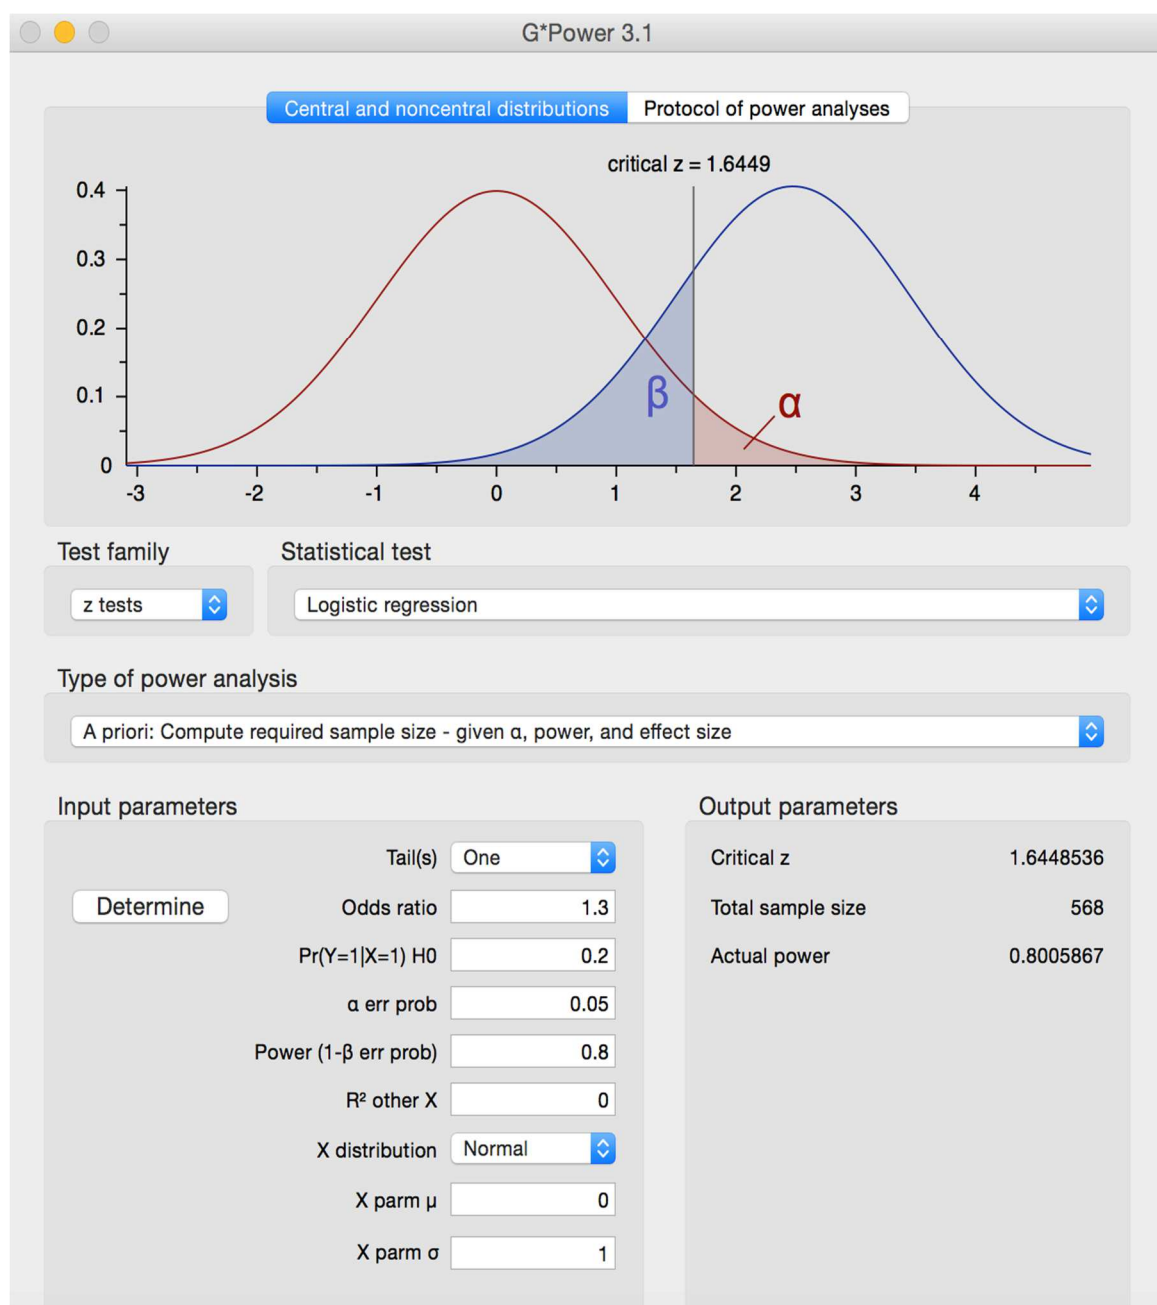 G*Power 3.1
Central and noncentral distributions Protocol of power analyses
critical z = 1.6449
0.4
0.3
0.2
0.1
0
β
α
-3 -2 -1 0 1 2 3 4
Test family Statistical test
z tests Logistic regression
Type of power analysis
A priori: Compute required sample size - given α, power, and effect size
Input parameters
Tail(s) One
Determine Odds ratio 1.3
Pr(Y=1|X=1) H0 0.2
α err prob 0.05
Power (1-β err prob) 0.8
R² other X 0
X distribution Normal
X parm μ 0
X parm σ 1
Output parameters
Critical z 1.6448536
Total sample size 568
Actual power 0.8005867